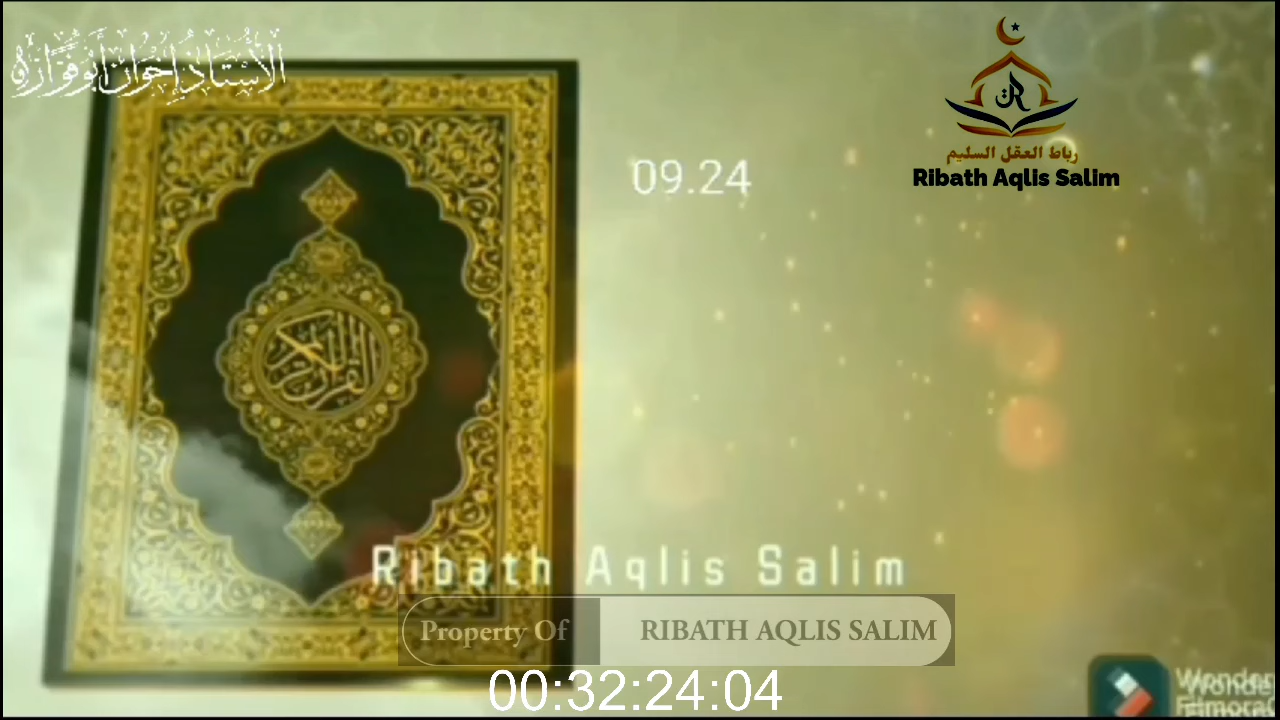 الأستاذ إخوان أبو فوازه
09.24
رباط العقل السليم
Ribath Aqlis Salim
القرآن الكريم
Ribath Aqlis Salim
Property Of RIBATH AQLIS SALIM
00:32:24:04